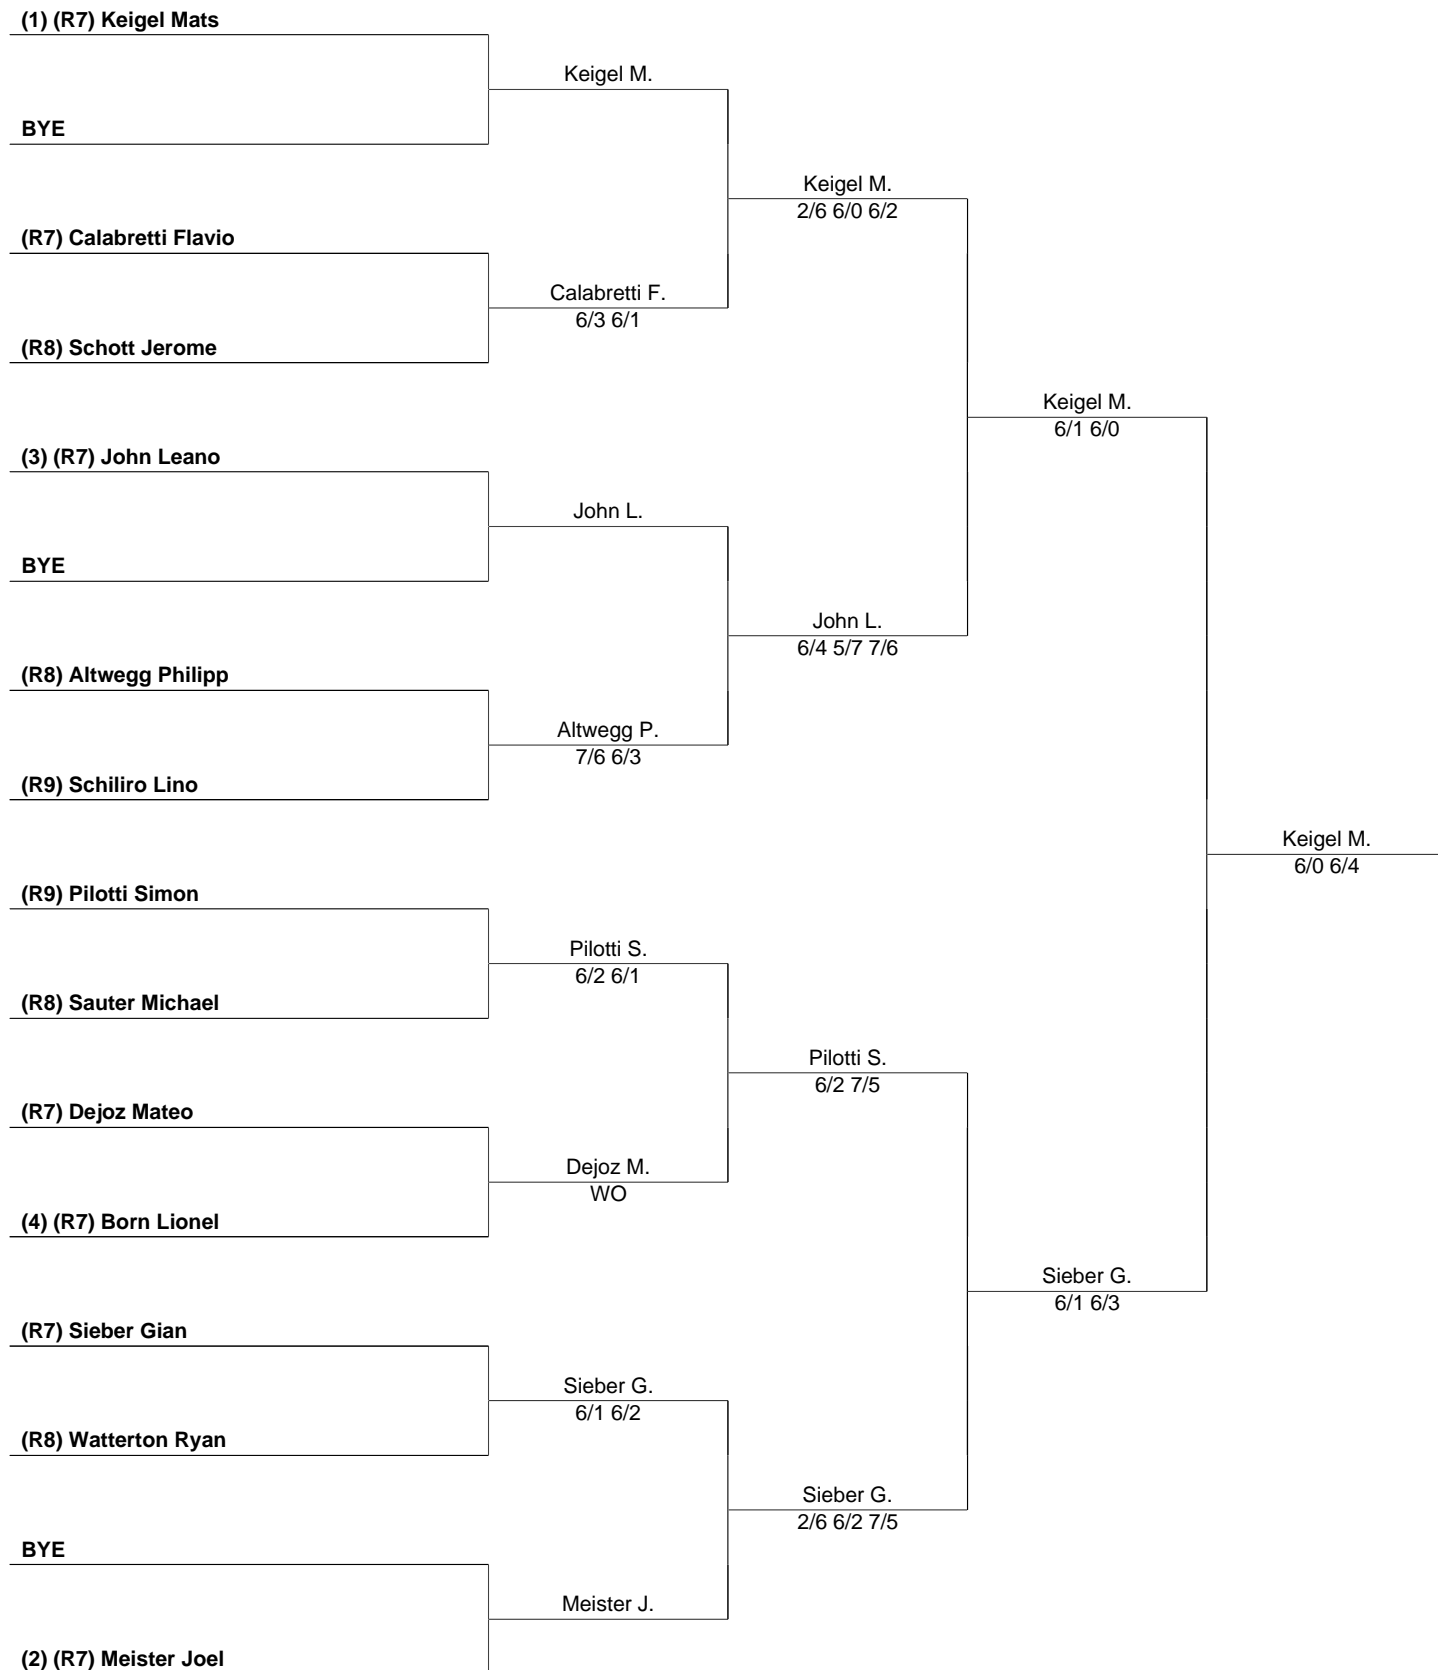 (1) (R7) Keigel Mats
Keigel M.
BYE
Keigel M.
2/6 6/0 6/2
(R7) Calabretti Flavio
Calabretti F.
6/3 6/1
(R8) Schott Jerome
Keigel M.
6/1 6/0
(3) (R7) John Leano
John L.
BYE
John L.
6/4 5/7 7/6
(R8) Altwegg Philipp
Altwegg P.
7/6 6/3
(R9) Schiliro Lino
Keigel M.
6/0 6/4
(R9) Pilotti Simon
Pilotti S.
6/2 6/1
(R8) Sauter Michael
Pilotti S.
6/2 7/5
(R7) Dejoz Mateo
Dejoz M.
WO
(4) (R7) Born Lionel
Sieber G.
6/1 6/3
(R7) Sieber Gian
Sieber G.
6/1 6/2
(R8) Watterton Ryan
Sieber G.
2/6 6/2 7/5
BYE
Meister J.
(2) (R7) Meister Joel